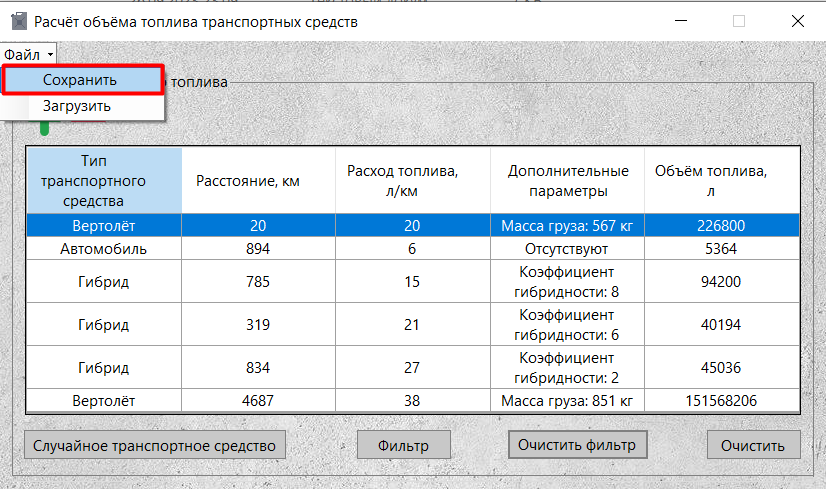 Расчёт объёма топлива транспортных средств
Файл
Сохранить
топлива
Загрузить
Тип транспортного средства Расстояние, км Расход топлива, л/км Дополнительные параметры Объём топлива, л
Вертолёт 20 20 Масса груза: 567 кг 226800
Автомобиль 894 6 Отсутствуют 5364
Гибрид 785 15 Коэффициент гибридности: 8 94200
Гибрид 319 21 Коэффициент гибридности: 6 40194
Гибрид 834 27 Коэффициент гибридности: 2 45036
Вертолёт 4687 38 Масса груза: 851 кг 151568206
Случайное транспортное средство Фильтр Очистить фильтр Очистить